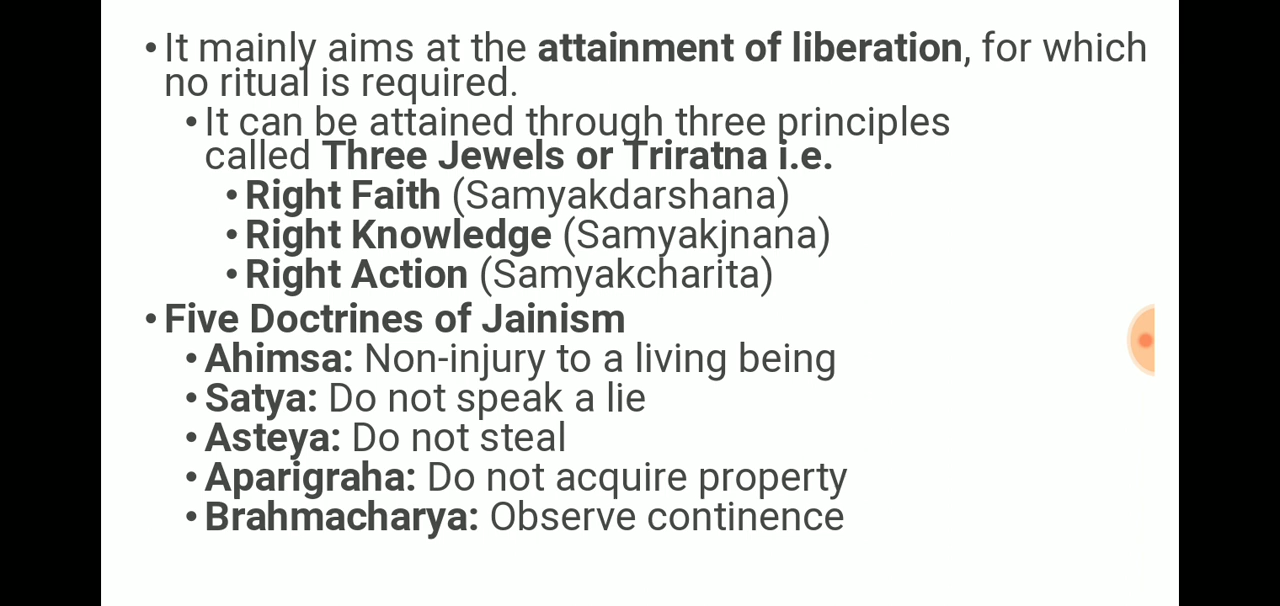 • It mainly aims at the attainment of liberation, for which
no ritual is required.
• It can be attained through three principles
called Three Jewels or Triratna i.e.
• Right Faith (Samyakdarshana)
• Right Knowledge (Samyakjnana)
• Right Action (Samyakcharita)
• Five Doctrines of Jainism
• Ahimsa: Non-injury to a living being
• Satya: Do not speak a lie
• Asteya: Do not steal
• Aparigraha: Do not acquire property
• Brahmacharya: Observe continence